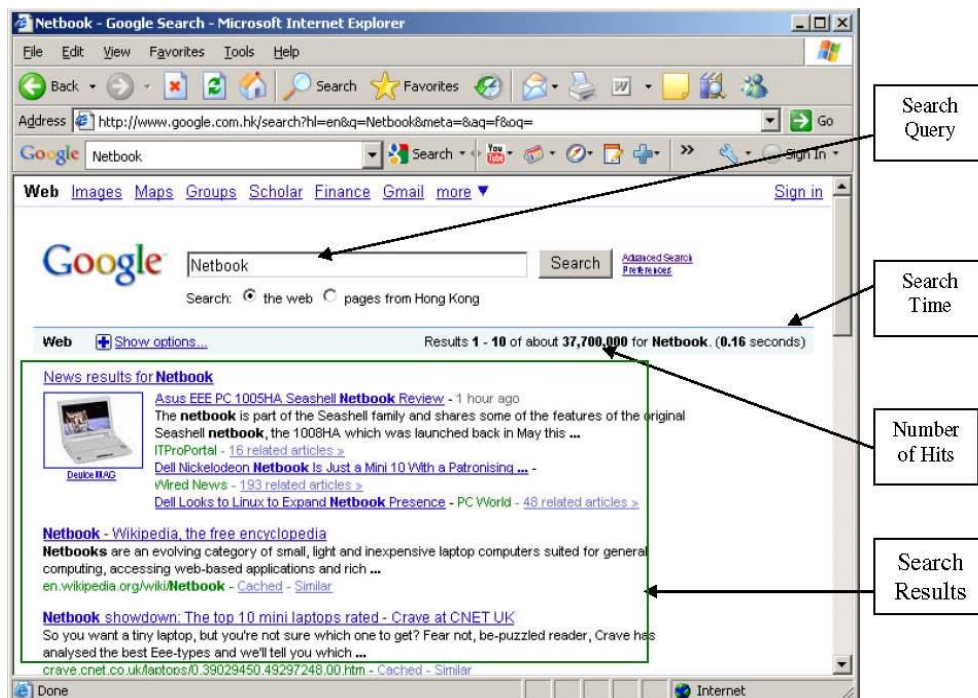 Netbook - Google Search - Microsoft Internet Explorer
File Edit View Favorites Tools Help
Back Search Favorites
Address http://www.google.com.hk/search?hl=en&q=Netbook&meta=&aq=f&oq= Go
Google Netbook Search You Tube Sign In
Web Images Maps Groups Scholar Finance Gmail more Sign in
Google Netbook Search Advanced Search
Preferences
Search: the web pages from Hong Kong
Web Show options... Results 1 - 10 of about 37,700,000 for Netbook. (0.16 seconds)
News results for Netbook
Asus EEE PC 1005HA Seashell Netbook Review - 1 hour ago
The netbook is part of the Seashell family and shares some of the features of the original
Seashell netbook, the 1008HA which was launched back in May this ...
ITProPortal - 16 related articles »
Dell Nickelodeon Netbook Is Just a Mini 10 With a Patronising ... -
Wired News - 193 related articles »
Dell Looks to Linux to Expand Netbook Presence - PC World - 48 related articles »
Device MAG
Netbook - Wikipedia, the free encyclopedia
Netbooks are an evolving category of small, light and inexpensive laptop computers suited for general
computing, accessing web-based applications and rich ...
en.wikipedia.org/wiki/Netbook - Cached - Similar
Netbook showdown: The top 10 mini laptops rated - Crave at CNET UK
So you want a tiny laptop, but you're not sure which one to get? Fear not, be-puzzled reader, Crave has
analysed the best Eee-types and we'll tell you which ...
crave.cnet.co.uk/laptops/0,39029450,49297248,00.htm - Cached - Similar
Done Internet
Search
Query
Search
Time
Number
of Hits
Search
Results